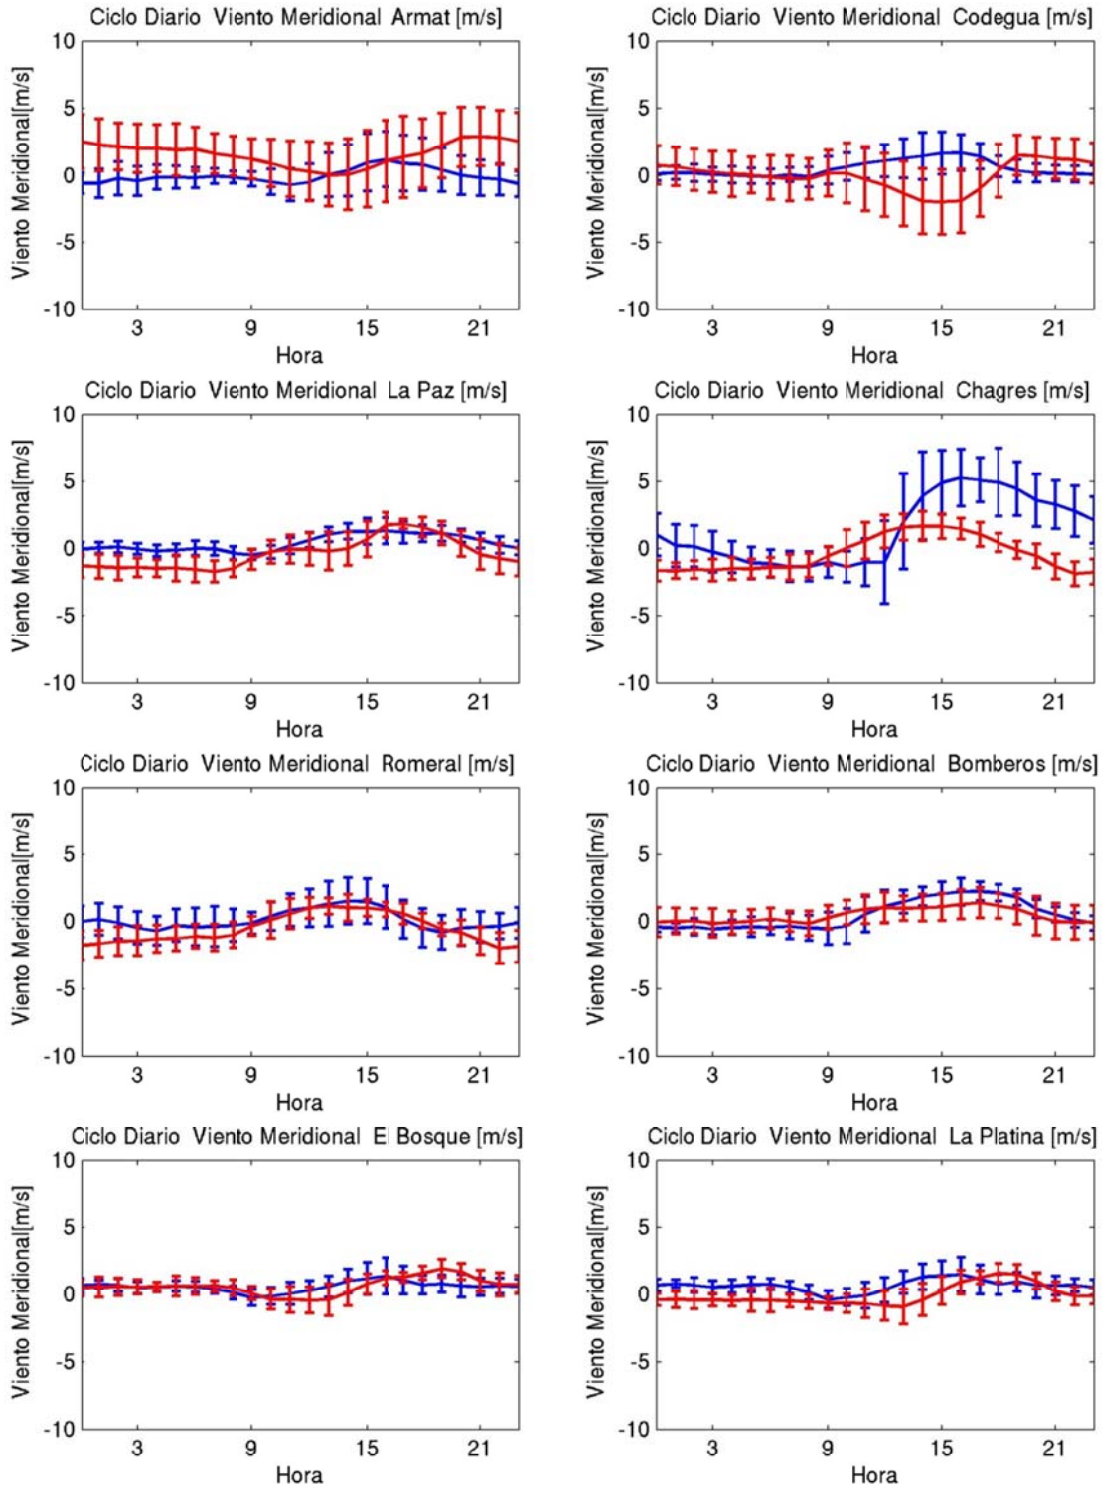 Ciclo Diario Viento Meridional Armat [m/s]
Ciclo Diario Viento Meridional Codegua [m/s]
10
5
0
-5
-10
Viento Meridional[m/s]
3 9 15 21
Hora
10
5
0
-5
-10
Viento Meridional[m/s]
3 9 15 21
Hora
Ciclo Diario Viento Meridional La Paz [m/s]
Ciclo Diario Viento Meridional Chagres [m/s]
10
5
0
-5
-10
Viento Meridional[m/s]
3 9 15 21
Hora
10
5
0
-5
-10
Viento Meridional[m/s]
3 9 15 21
Hora
Ciclo Diario Viento Meridional Romeral [m/s]
Ciclo Diario Viento Meridional Bomberos [m/s]
10
5
0
-5
-10
Viento Meridional[m/s]
3 9 15 21
Hora
10
5
0
-5
-10
Viento Meridional[m/s]
3 9 15 21
Hora
Ciclo Diario Viento Meridional El Bosque [m/s]
Ciclo Diario Viento Meridional La Platina [m/s]
10
5
0
-5
-10
Viento Meridional[m/s]
3 9 15 21
Hora
10
5
0
-5
-10
Viento Meridional[m/s]
3 9 15 21
Hora